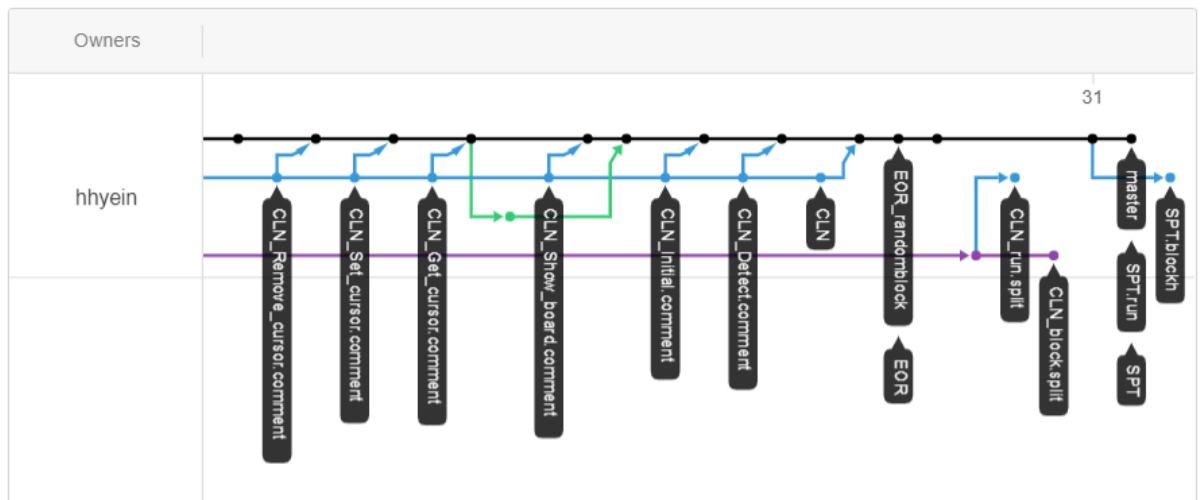 Owners
31
hhyein
CLN_Remove_cursor.comment
CLN_Set_cursor.comment
CLN_Get_cursor.comment
CLN_Show_board.comment
CLN_Initial.comment
CLN_Detect.comment
CLN
EOR_randomblock
EOR
CLN_run.split
CLN_block.split
master
SPT.run
SPT
SPT.blockh